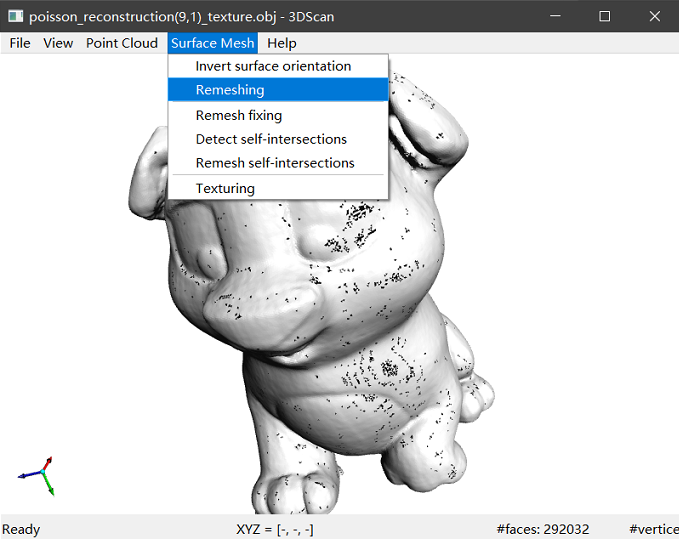 poisson_reconstruction(9,1)_texture.obj - 3DScan
File View Point Cloud Surface Mesh Help
Invert surface orientation
Remeshing
Remesh fixing
Detect self-intersections
Remesh self-intersections
Texturing
Ready XYZ = [-, -, -] #faces: 292032 #vertice